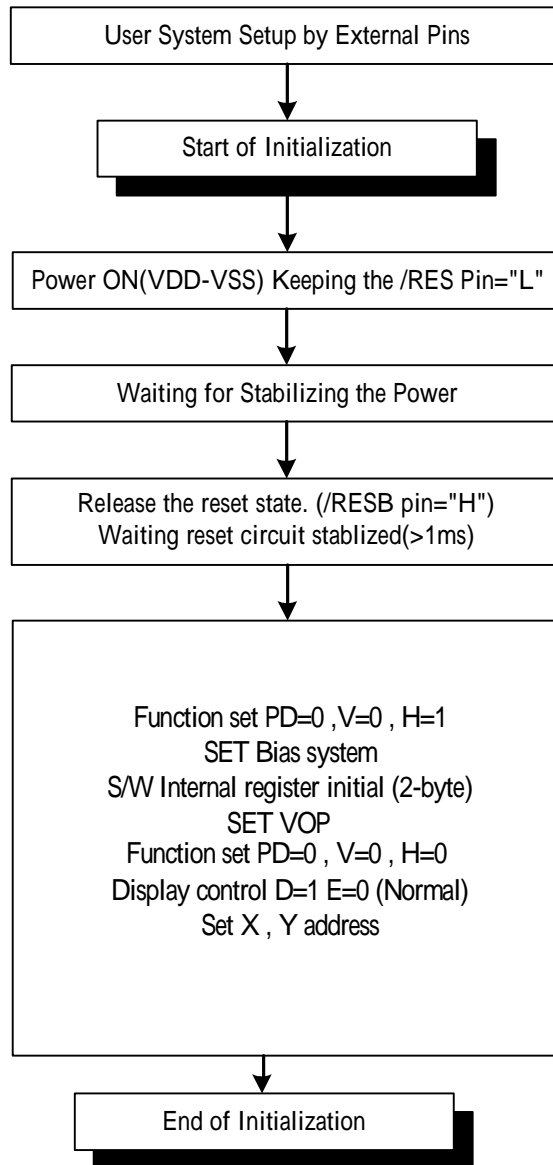 User System Setup by External Pins
Start of Initialization
Power ON(VDD-VSS) Keeping the /RES Pin="L"
Waiting for Stabilizing the Power
Release the reset state. (/RESB pin="H")
Waiting reset circuit stablized(>1ms)
Function set PD=0 ,V=0 , H=1
SET Bias system
S/W Internal register initial (2-byte)
SET VOP
Function set PD=0 , V=0 , H=0
Display control D=1 E=0 (Normal)
Set X , Y address
End of Initialization